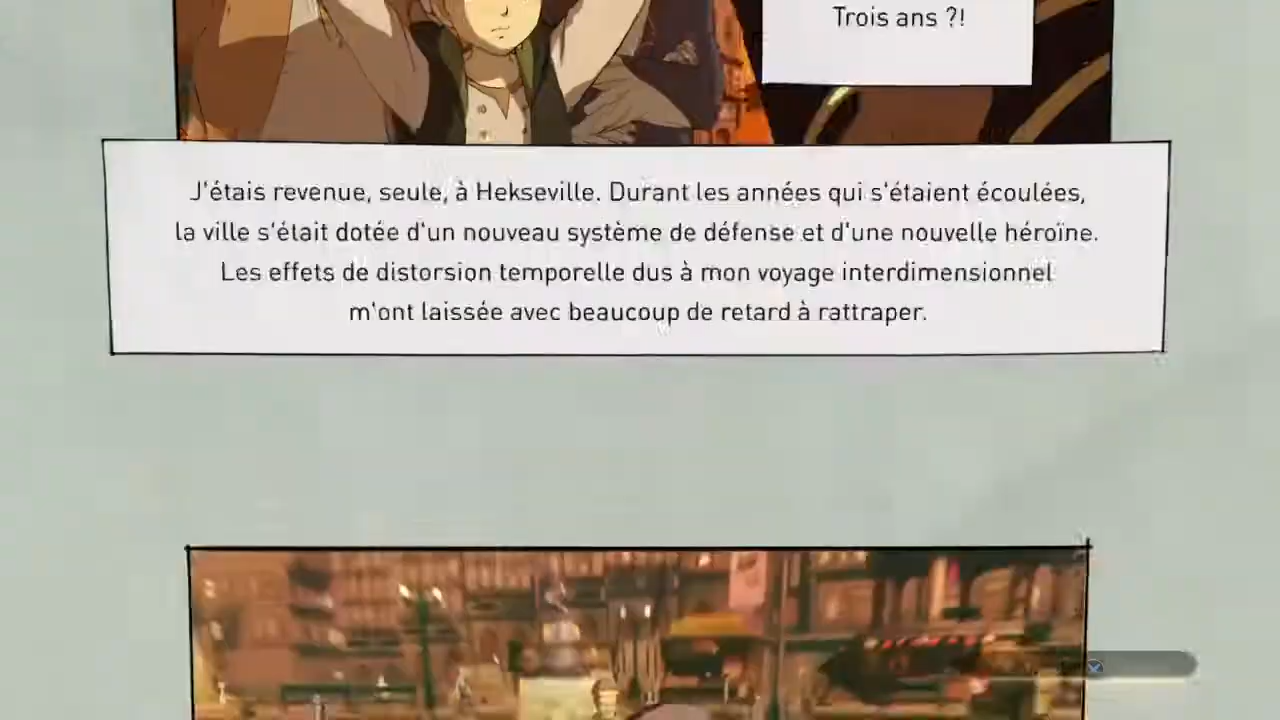 Trois ans ?!
J'étais revenue, seule, à Hekseville. Durant les années qui s'étaient écoulées,
la ville s'était dotée d'un nouveau système de défense et d'une nouvelle héroïne.
Les effets de distorsion temporelle dus à mon voyage interdimensionnel
m'ont laissée avec beaucoup de retard à rattraper.